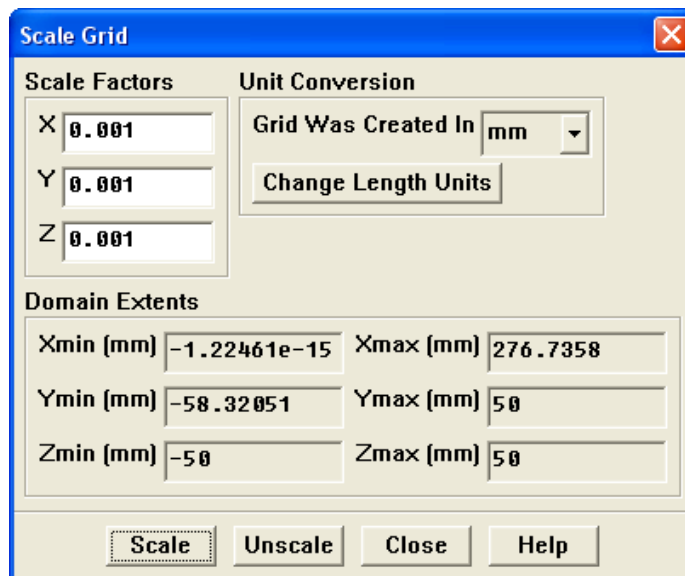 Scale Grid
Scale Factors
X 0.001
Y 0.001
Z 0.001
Unit Conversion
Grid Was Created In mm
Change Length Units
Domain Extents
Xmin (mm) -1.22461e-15 Xmax (mm) 276.7358
Ymin (mm) -58.32051 Ymax (mm) 50
Zmin (mm) -50 Zmax (mm) 50
Scale Unscale Close Help